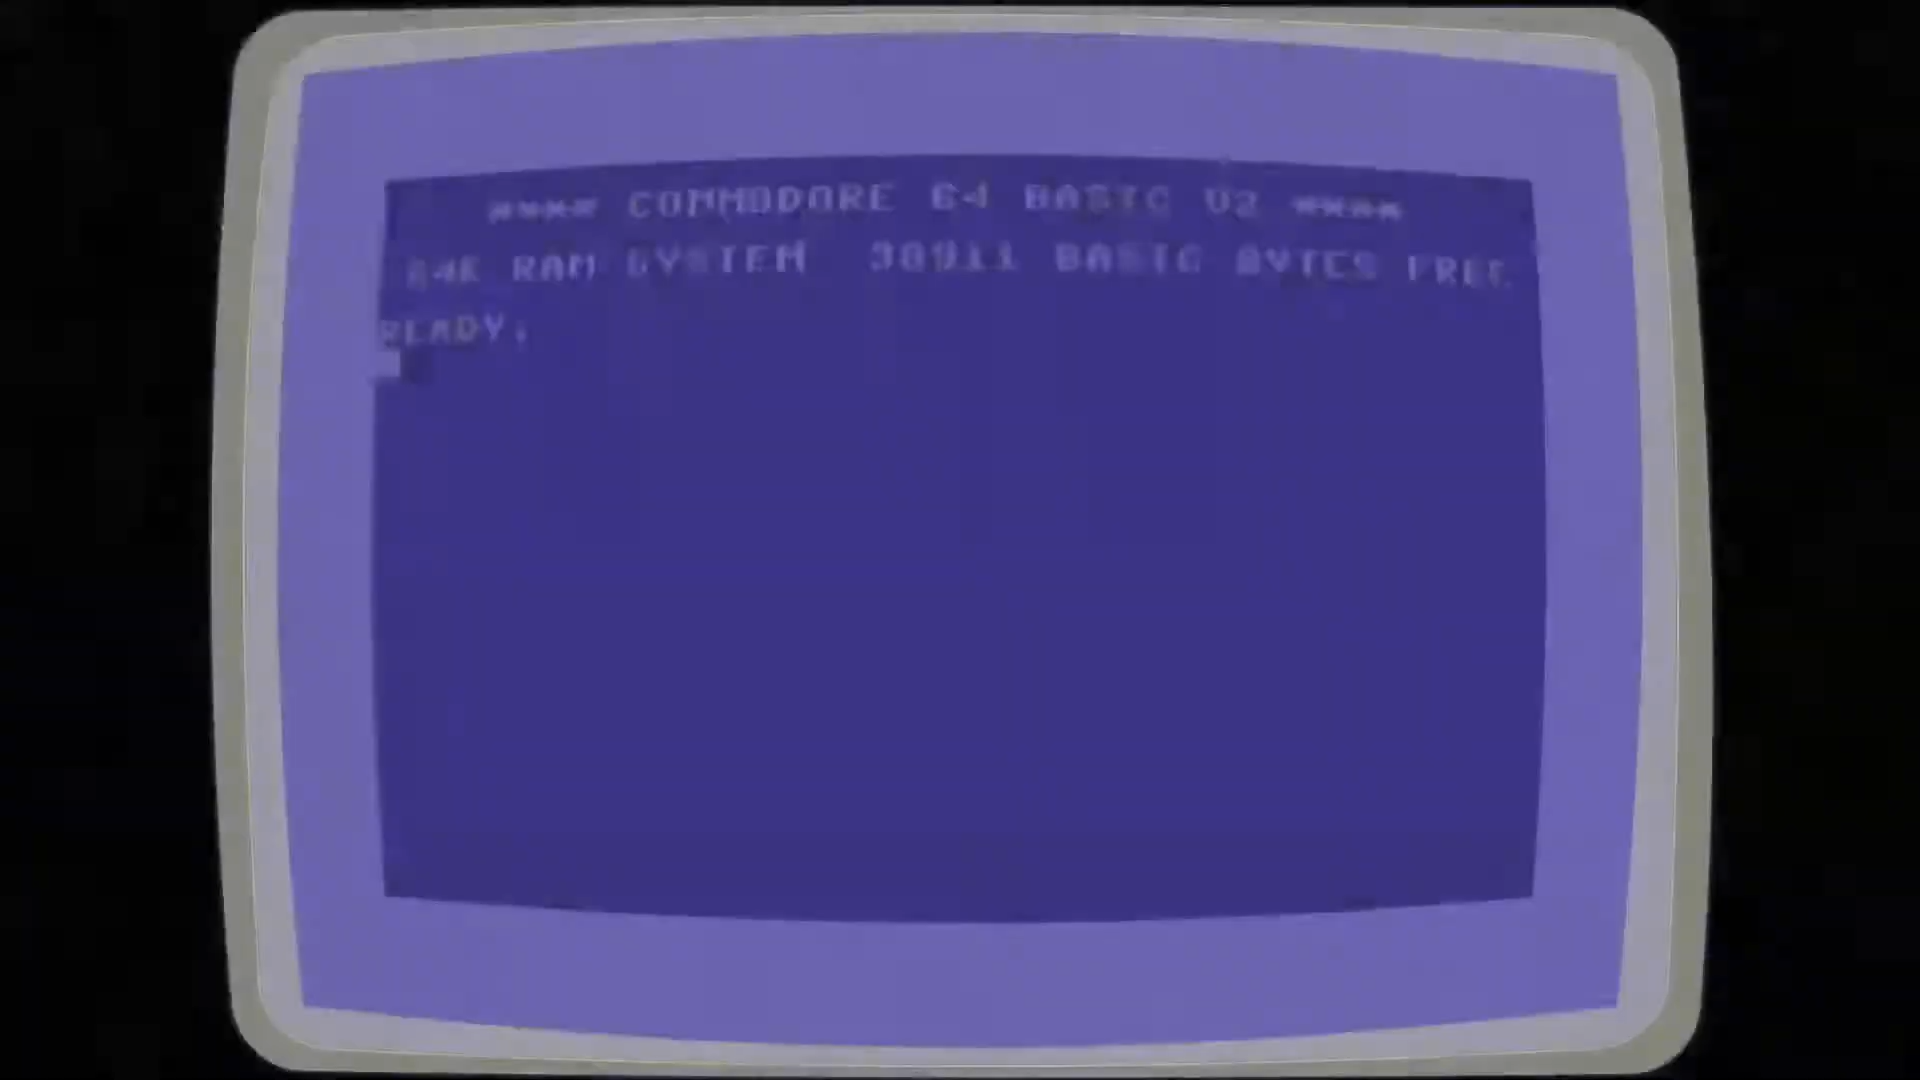 **** COMMODORE 64 BASIC V2 ****
64K RAM SYSTEM 38911 BASIC BYTES FREE
READY.